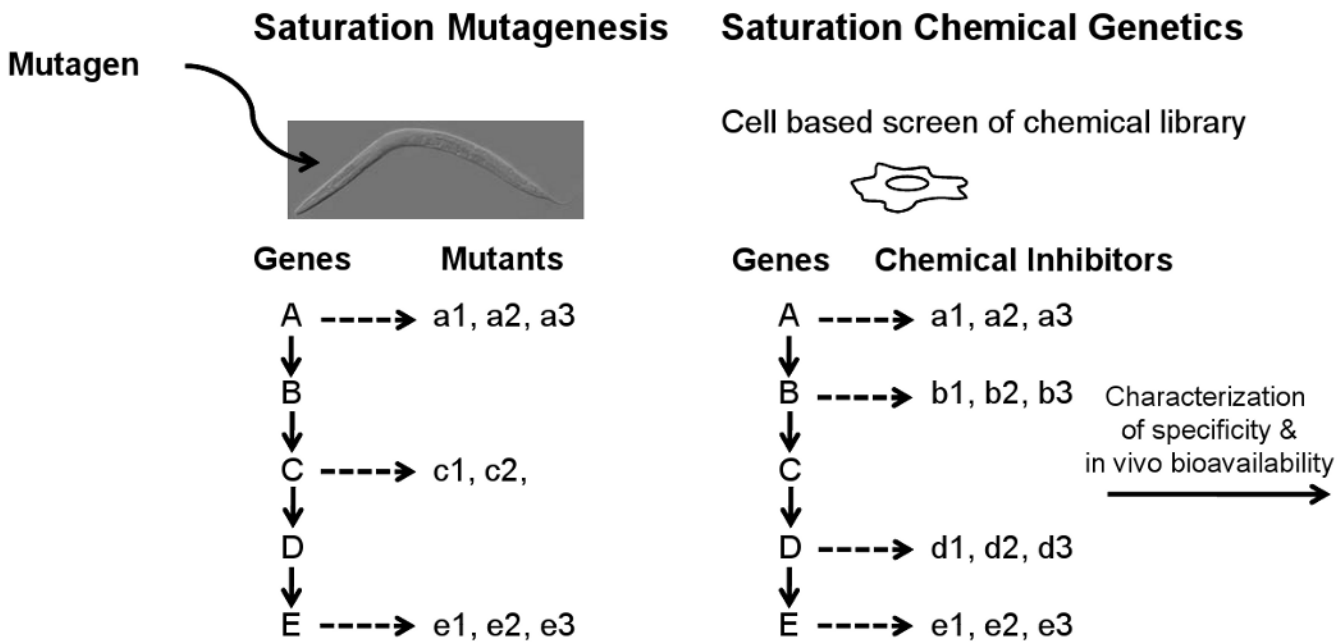 Saturation Mutagenesis
Mutagen
Genes Mutants
A a1, a2, a3
B
C c1, c2,
D
E e1, e2, e3
Saturation Chemical Genetics
Cell based screen of chemical library
Genes Chemical Inhibitors
A a1, a2, a3
B b1, b2, b3
C
D d1, d2, d3
E e1, e2, e3
Characterization
of specificity &
in vivo bioavailability